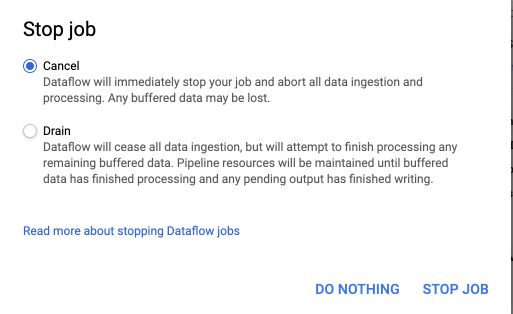 Stop job
Cancel
Dataflow will immediately stop your job and abort all data ingestion and
processing. Any buffered data may be lost.
Drain
Dataflow will cease all data ingestion, but will attempt to finish processing any
remaining buffered data. Pipeline resources will be maintained until buffered
data has finished processing and any pending output has finished writing.
Read more about stopping Dataflow jobs
DO NOTHING STOP JOB